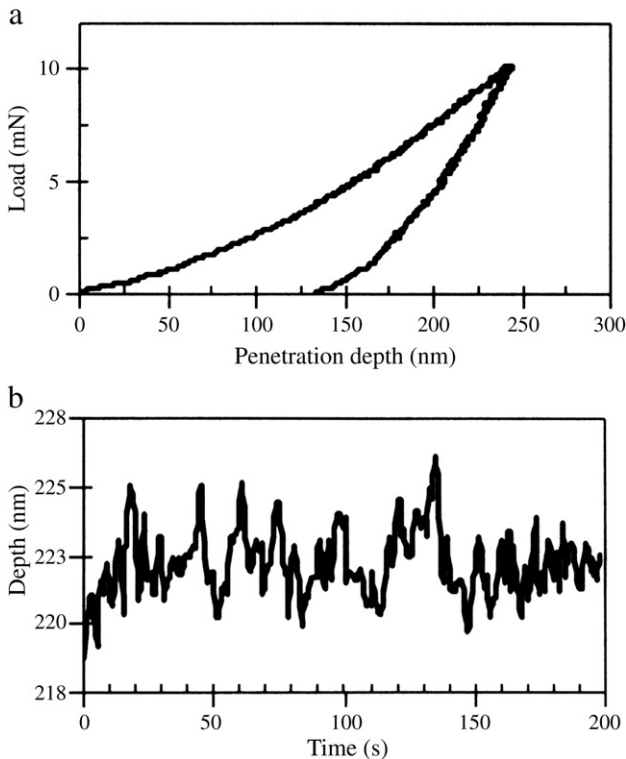 a
10
5
0
Load (mN)
0 50 100 150 200 250 300
Penetration depth (nm)
b
228
225
223
220
218
Depth (nm)
0 50 100 150 200
Time (s)